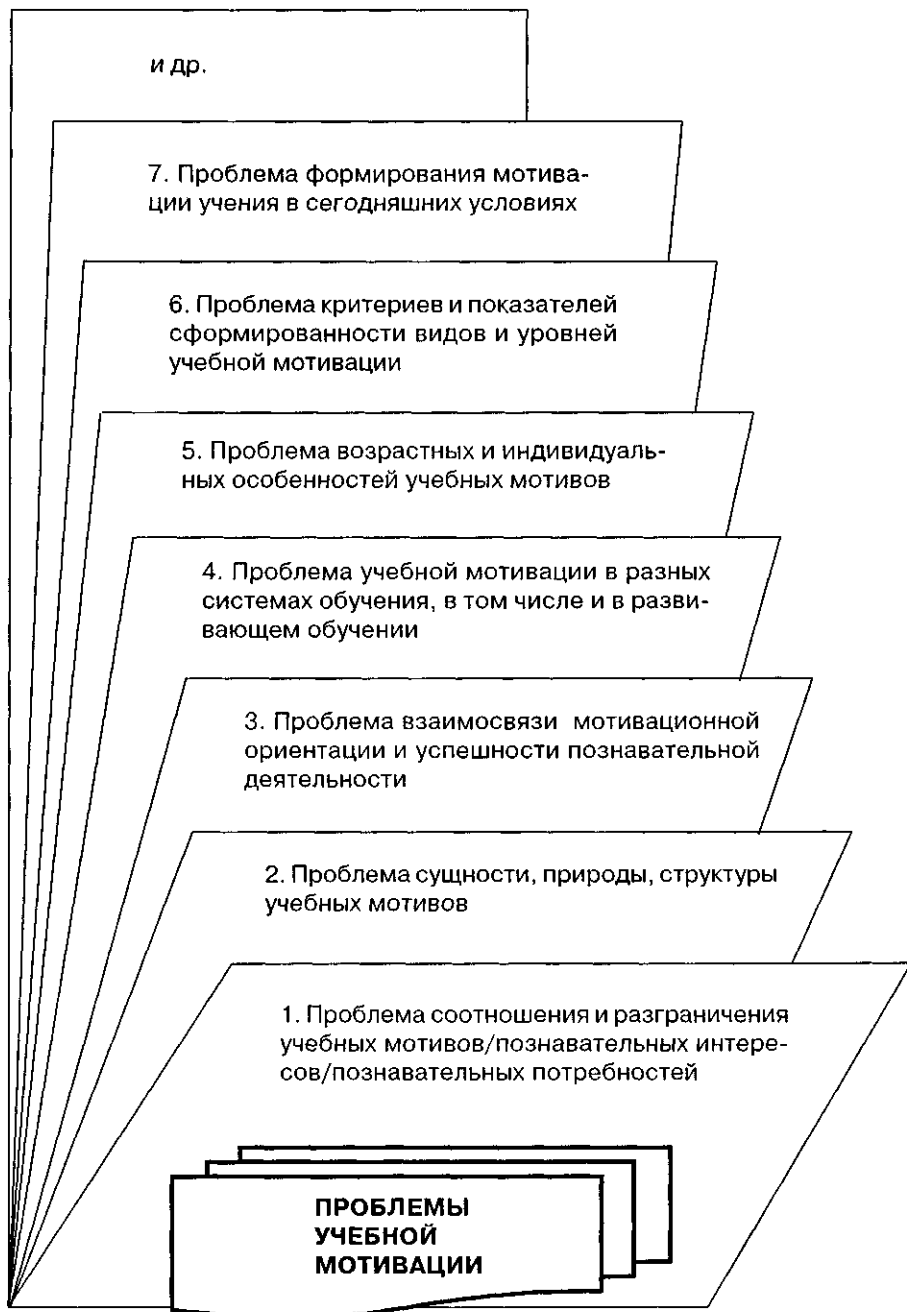 и др.
7. Проблема формирования мотива-
ции учения в сегодняшних условиях
6. Проблема критериев и показателей
сформированности видов и уровней
учебной мотивации
5. Проблема возрастных и индивидуаль-
ных особенностей учебных мотивов
4. Проблема учебной мотивации в разных
системах обучения, в том числе и в разви-
вающем обучении
3. Проблема взаимосвязи мотивационной
ориентации и успешности познавательной
деятельности
2. Проблема сущности, природы, структуры
учебных мотивов
1. Проблема соотношения и разграничения
учебных мотивов/познавательных интере-
сов/познавательных потребностей
ПРОБЛЕМЫ
УЧЕБНОЙ
МОТИВАЦИИ